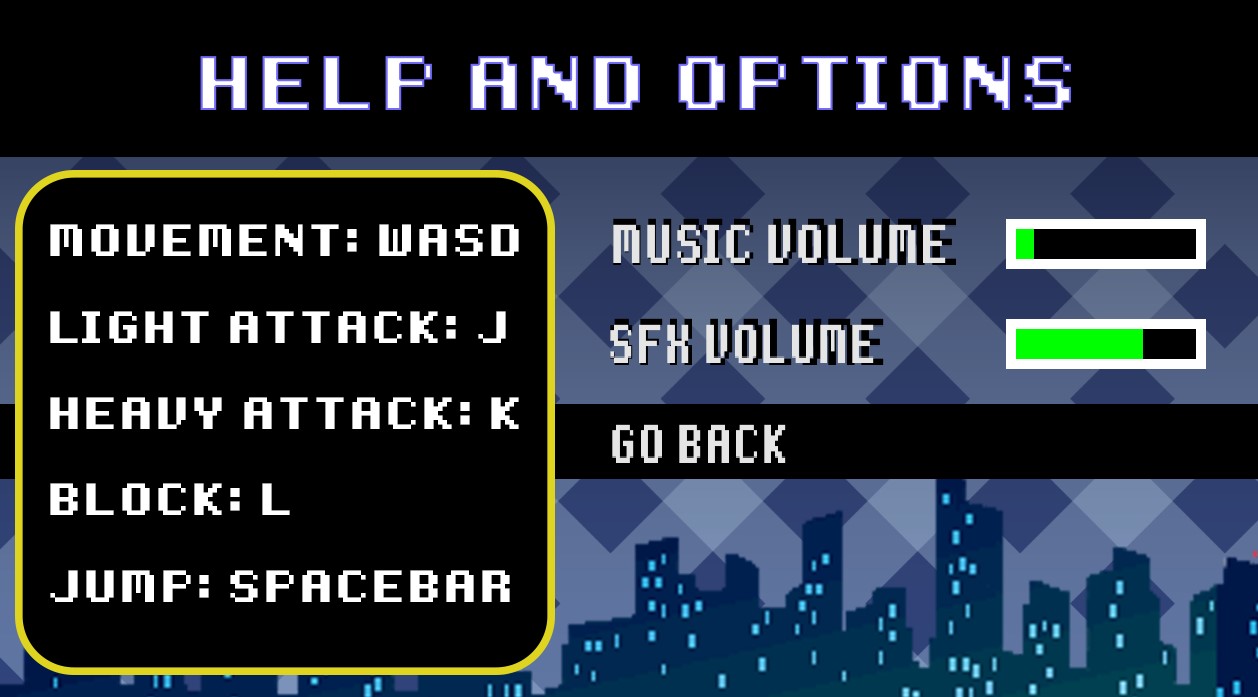 HELP AND OPTIONS
MOVEMENT: WASD
LIGHT ATTACK: J
HEAVY ATTACK: K
BLOCK: L
JUMP: SPACEBAR
MUSIC VOLUME
SFX VOLUME
GO BACK